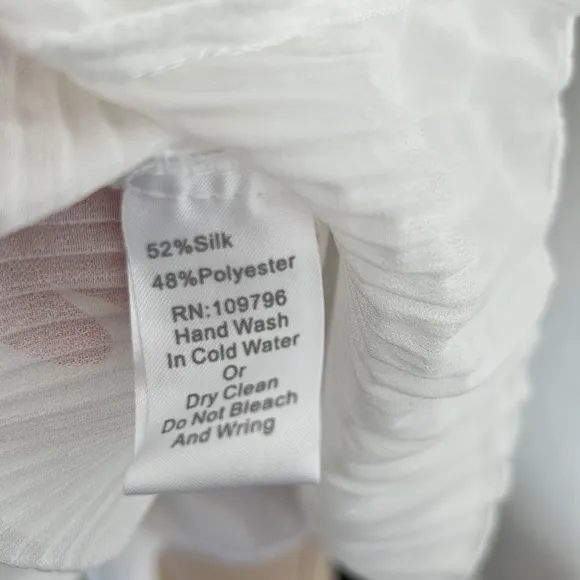 52%Silk
48%Polyester
RN:109796
Hand Wash
In Cold Water
Or
Dry Clean
Do Not Bleach
And Wring